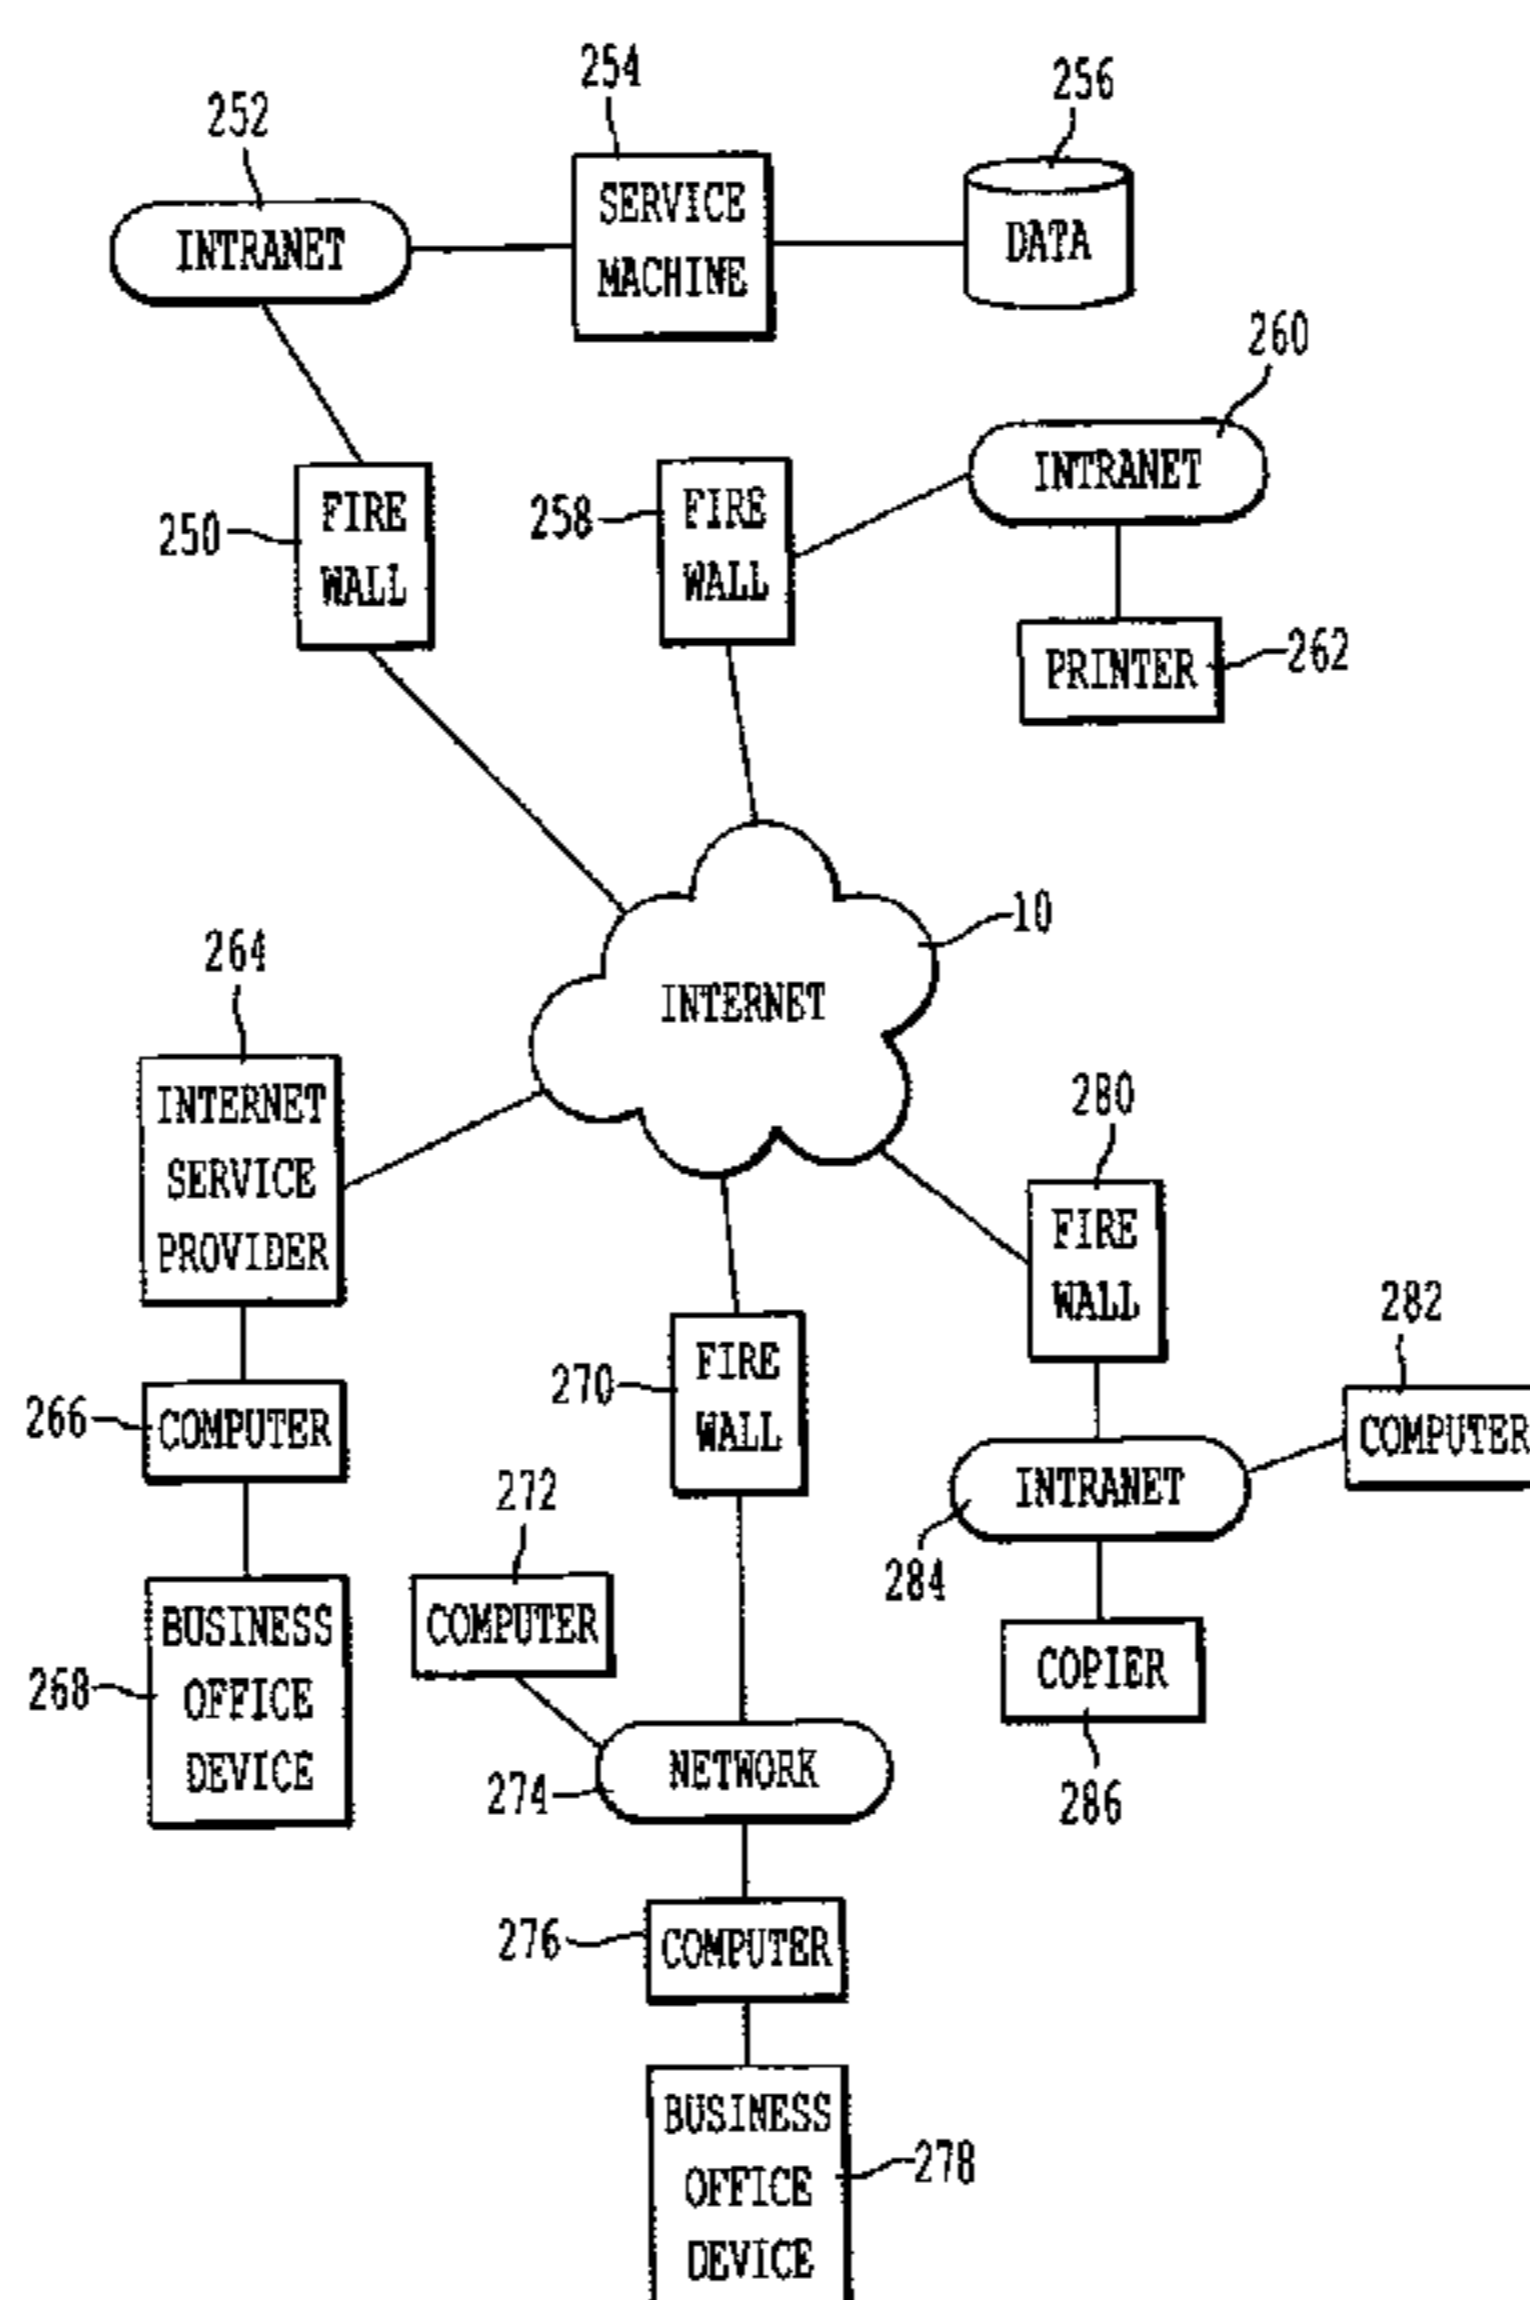 254
256
252
SERVICE
MACHINE
DATA
INTRANET
260
INTRANET
250
FIRE
WALL
258
FIRE
WALL
PRINTER
262
10
INTERNET
264
INTERNET
SERVICE
PROVIDER
280
FIRE
WALL
282
270
FIRE
WALL
266
COMPUTER
COMPUTER
272
INTRANET
284
COMPUTER
268
BUSINESS
OFFICE
DEVICE
COPIER
286
274
NETWORK
276
COMPUTER
BUSINESS
OFFICE
DEVICE
278